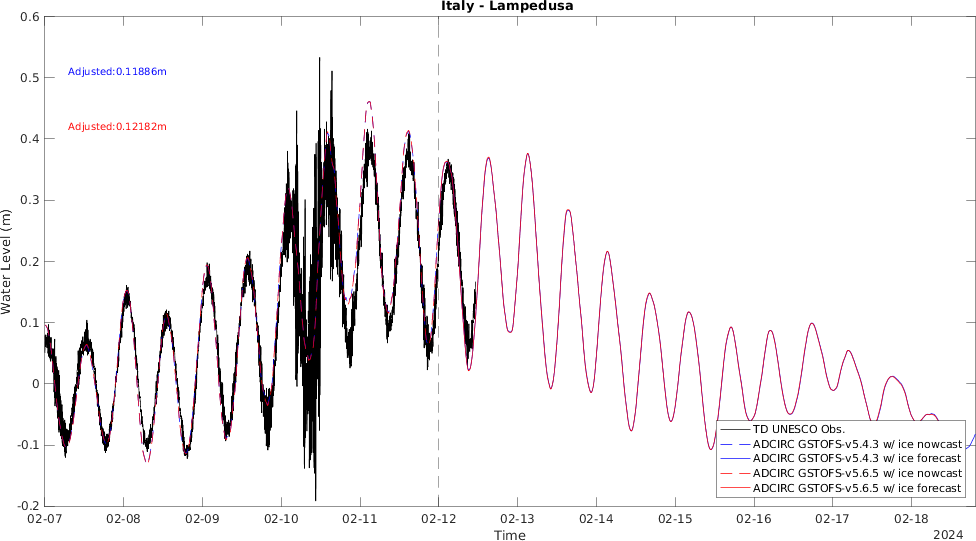 Italy - Lampedusa
Water Level (m)
0.6
0.5
0.4
0.3
0.2
0.1
0
-0.1
-0.2
Adjusted:0.11886m
Adjusted:0.12182m
TD UNESCO Obs.
ADCIRC GSTOFS-v5.4.3 w/ ice nowcast
ADCIRC GSTOFS-v5.4.3 w/ ice forecast
ADCIRC GSTOFS-v5.6.5 w/ ice nowcast
ADCIRC GSTOFS-v5.6.5 w/ ice forecast
02-07 02-08 02-09 02-10 02-11 02-12 02-13 02-14 02-15 02-16 02-17 02-18
Time
2024